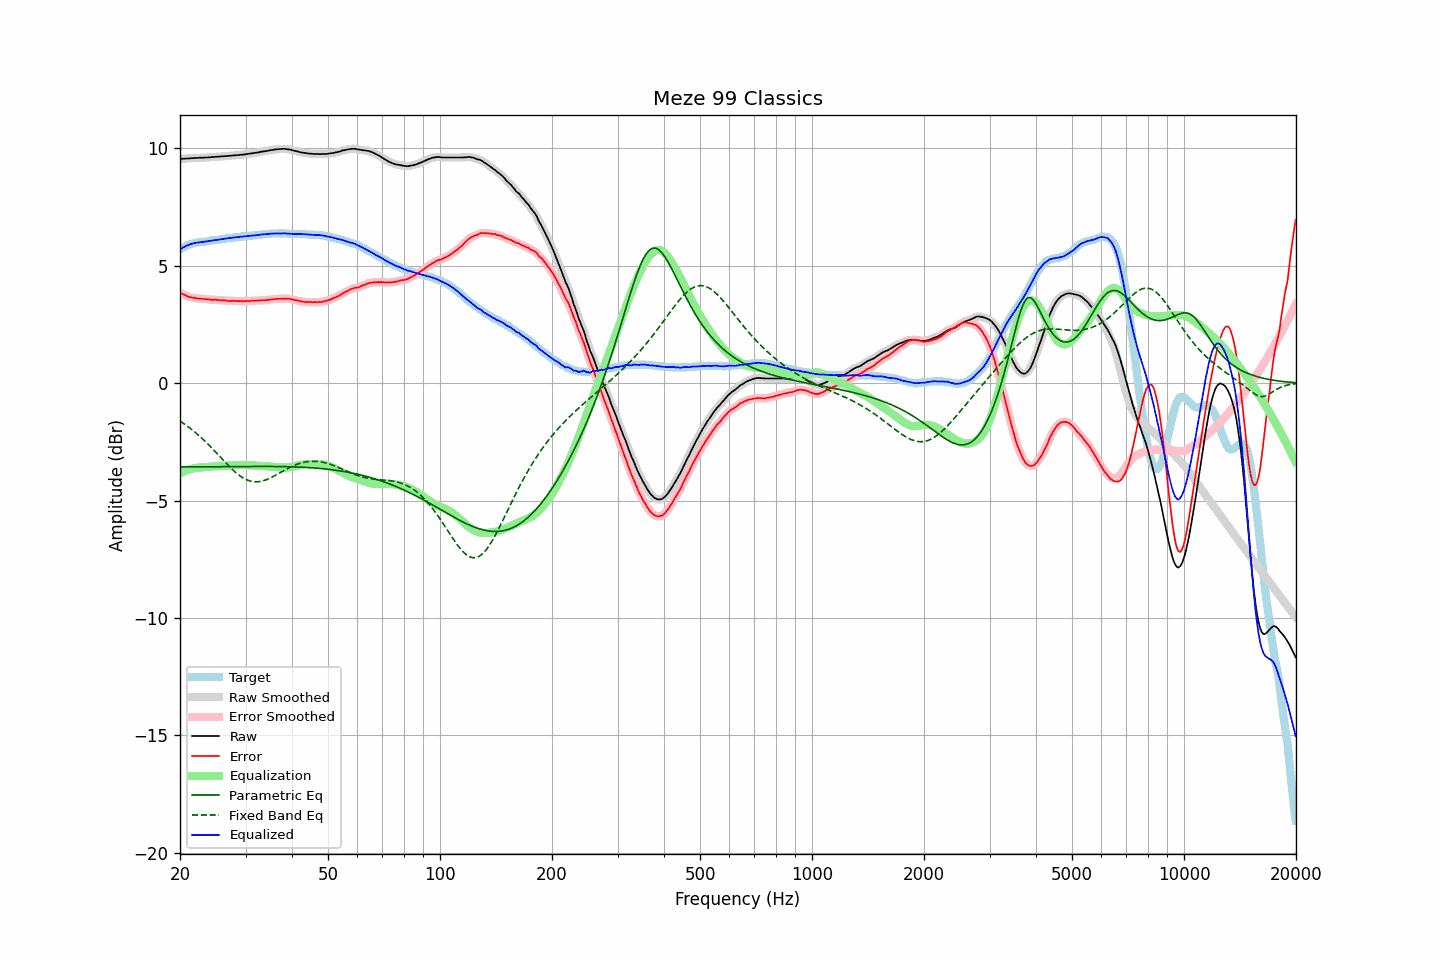 Meze 99 Classics
Amplitude (dBr)
10
5
0
−5
−10
−15
−20
Target
Raw Smoothed
Error Smoothed
Raw
Error
Equalization
Parametric Eq
Fixed Band Eq
Equalized
20 50 100 200 500 1000 2000 5000 10000 20000
Frequency (Hz)